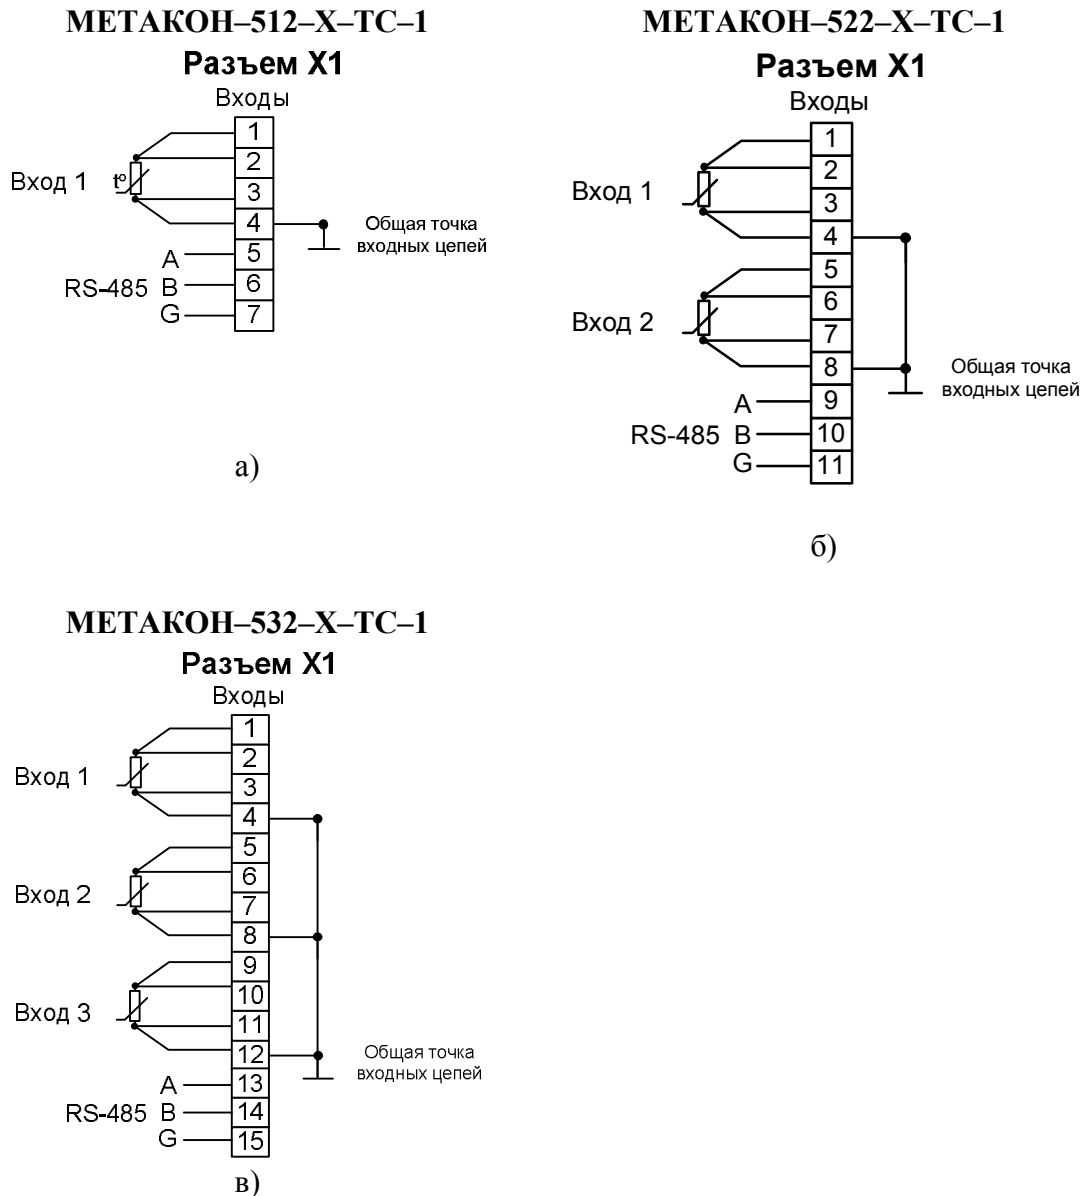 МЕТАКОН–512–Х–ТС–1
Разъем X1
Входы
1
2
Вход 1 t°
3
4
Общая точка
входных цепей
A 5
RS-485 B 6
G 7
а)
МЕТАКОН–522–Х–ТС–1
Разъем X1
Входы
1
2
Вход 1
3
4
5
6
Вход 2
7
8
Общая точка
входных цепей
A 9
RS-485 B 10
G 11
б)
МЕТАКОН–532–Х–ТС–1
Разъем X1
Входы
1
2
Вход 1
3
4
5
6
Вход 2
7
8
9
10
Вход 3
11
12
Общая точка
входных цепей
A 13
RS-485 B 14
G 15
в)